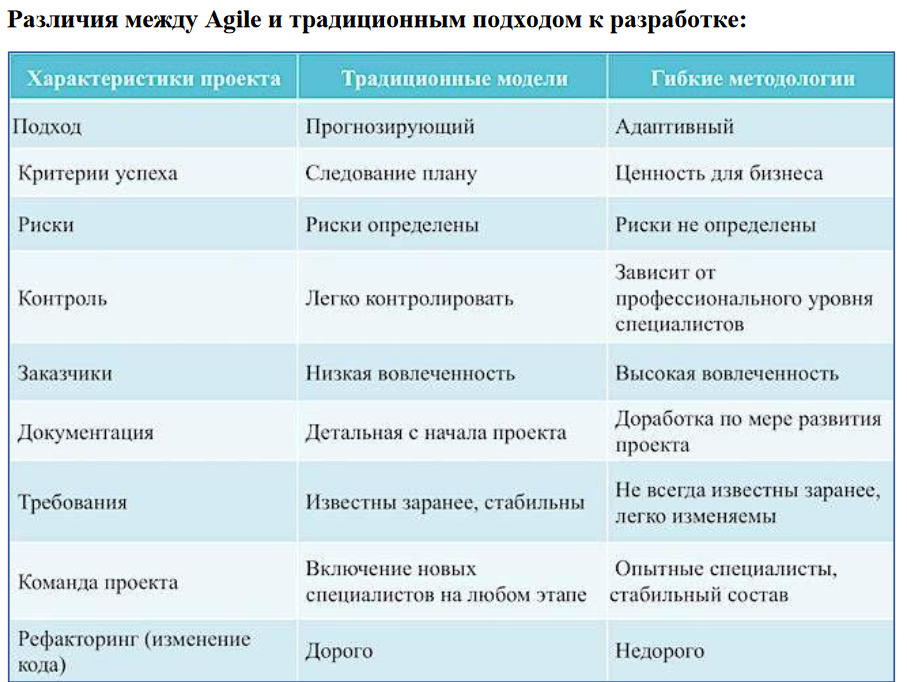 Различия между Agile и традиционным подходом к разработке:
Характеристики проекта Традиционные модели Гибкие методологии
Подход Прогнозирующий Адаптивный
Критерии успеха Следование плану Ценность для бизнеса
Риски Риски определены Риски не определены
Контроль Легко контролировать Зависит от
профессионального уровня
специалистов
Заказчики Низкая вовлеченность Высокая вовлеченность
Документация Детальная с начала проекта Доработка по мере развития
проекта
Требования Известны заранее, стабильны Не всегда известны заранее,
легко изменяемы
Команда проекта Включение новых
специалистов на любом этапе Опытные специалисты,
стабильный состав
Рефакторинг (изменение
кода) Дорого Недорого